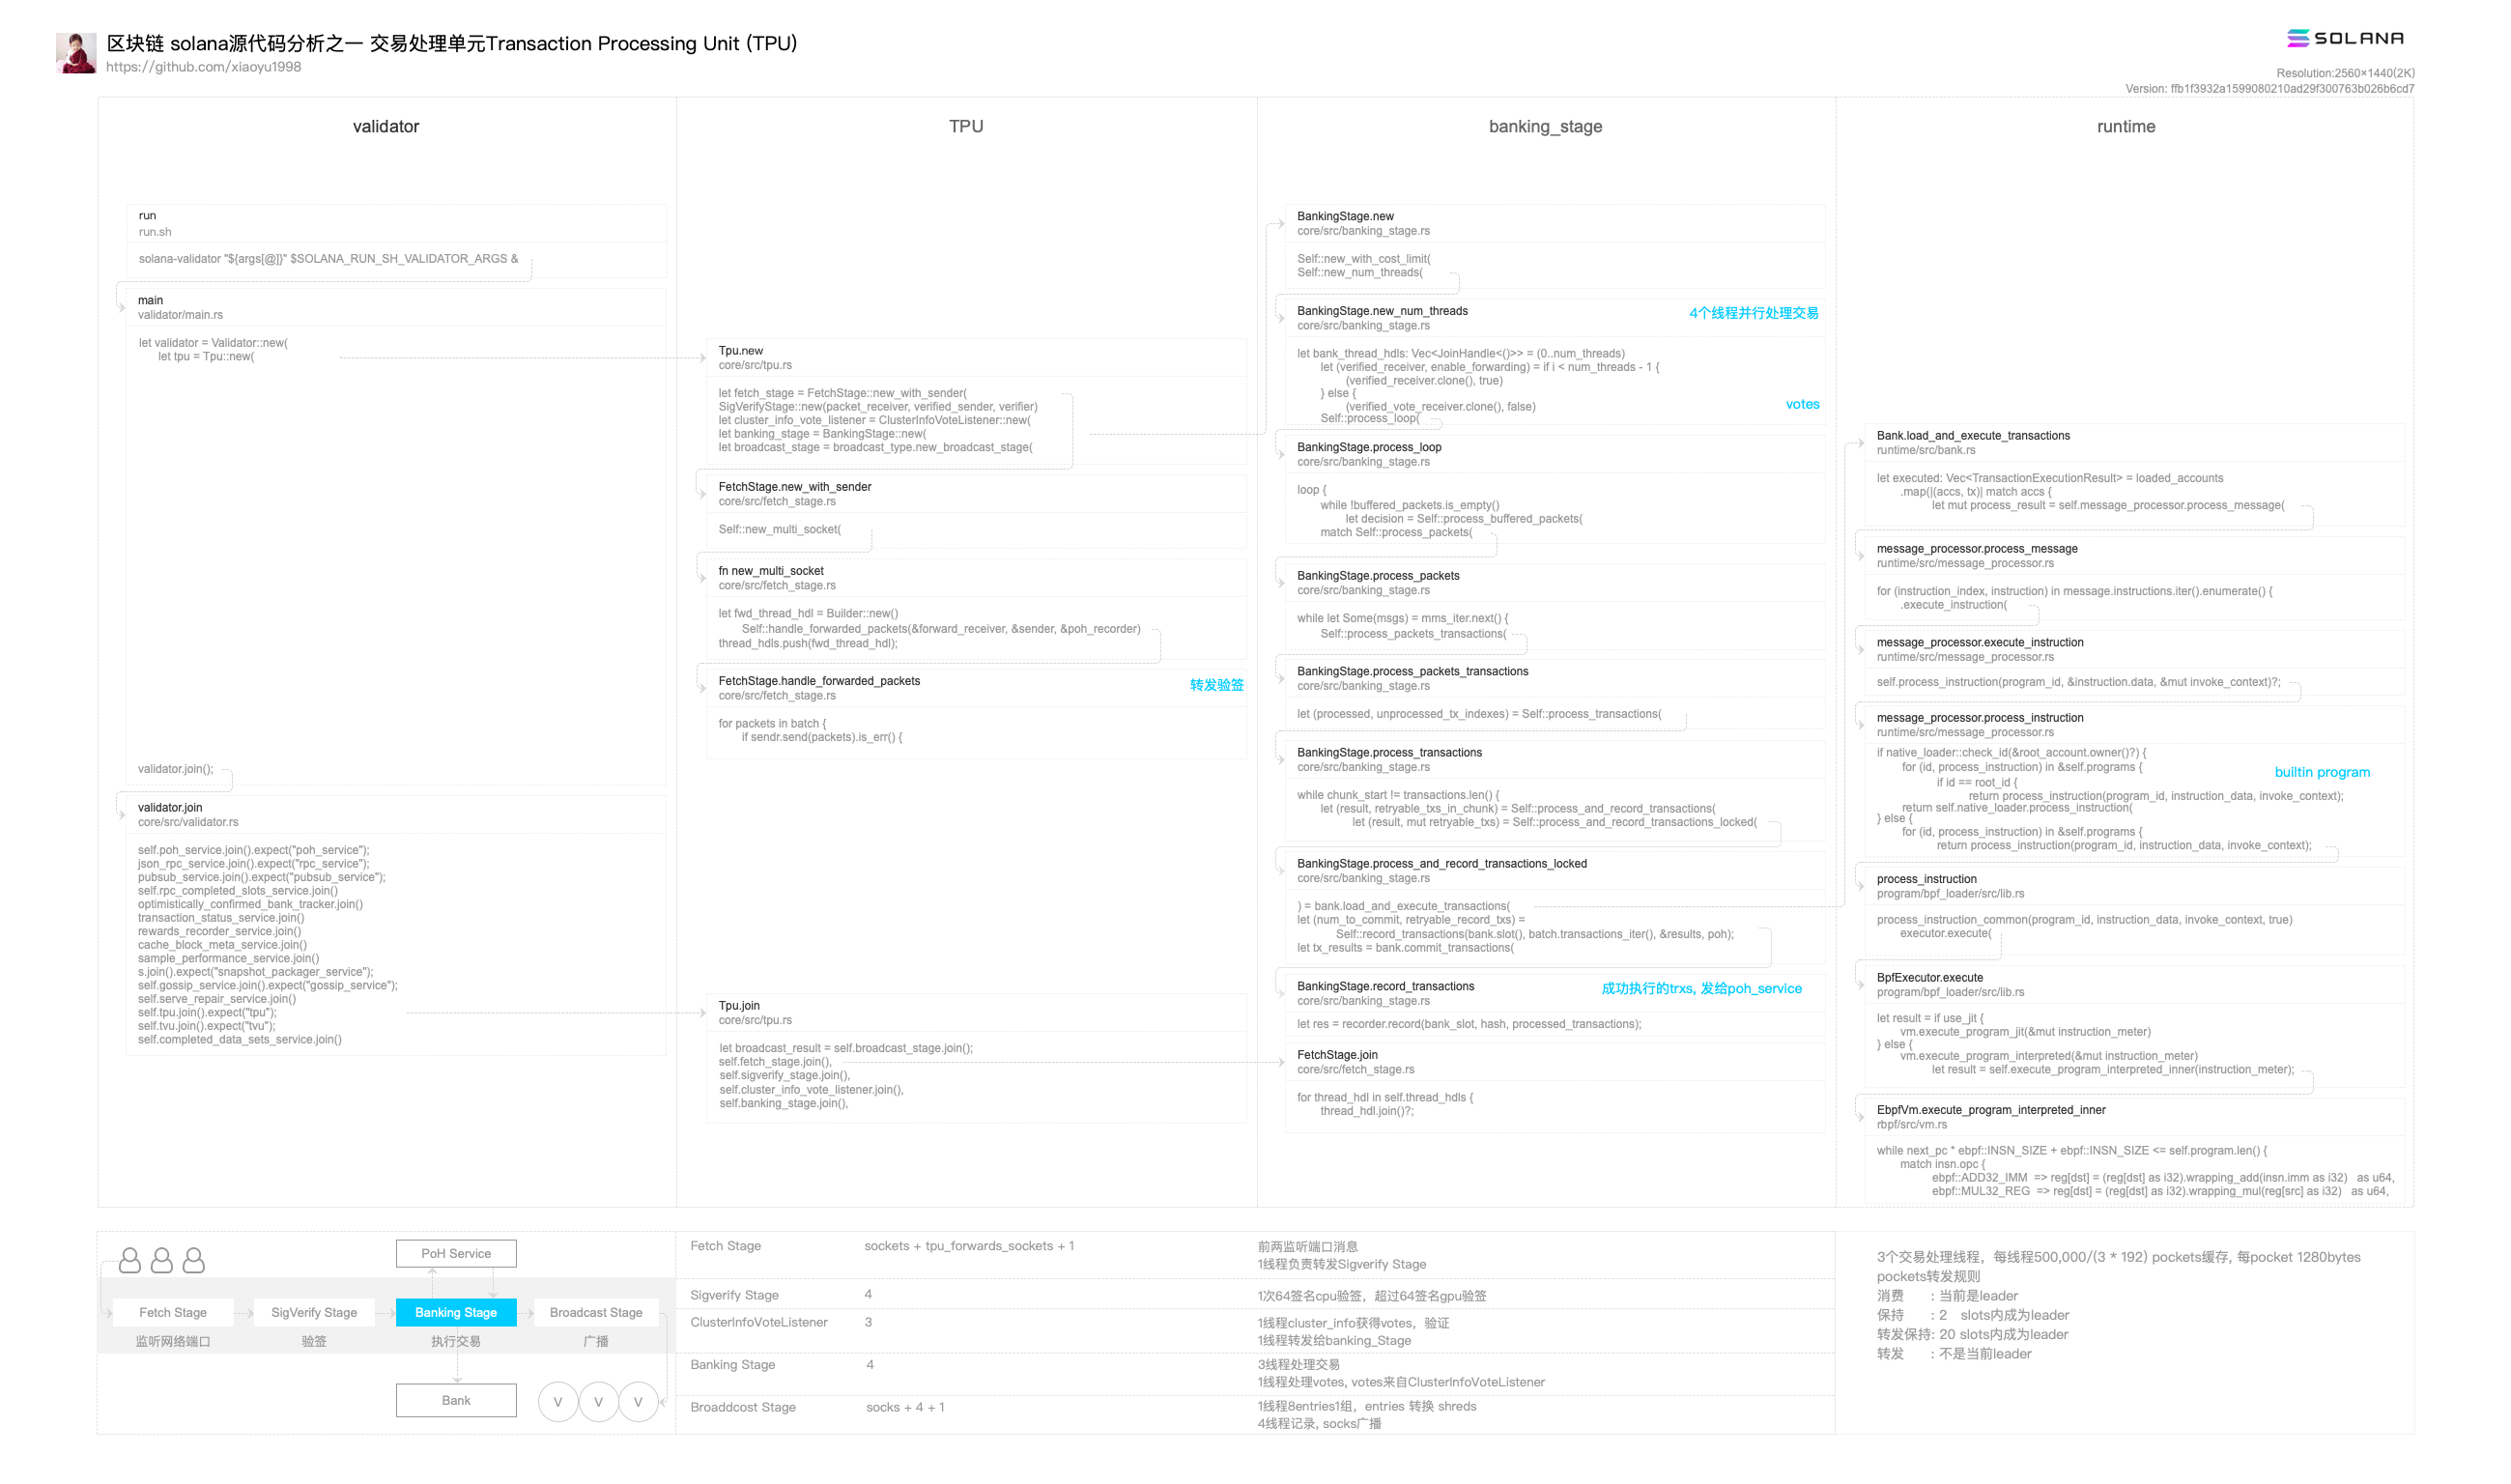 区块链 solana源代码分析之一 交易处理单元Transaction Processing Unit (TPU)
https://github.com/xiaoyu1998
SOLANA
Resolution:2560×1440(2K)
Version: ffb1f3932a1599080210ad29f300763b026b6cd7
validator
run
run.sh
solana-validator "${args[@]}" $SOLANA_RUN_SH_VALIDATOR_ARGS &
main
validator/main.rs
let validator = Validator::new(
let tpu = Tpu::new(
validator.join();
validator.join
core/src/validator.rs
self.poh_service.join().expect("poh_service");
json_rpc_service.join().expect("rpc_service");
pubsub_service.join().expect("pubsub_service");
self.rpc_completed_slots_service.join()
optimistically_confirmed_bank_tracker.join()
transaction_status_service.join()
rewards_recorder_service.join()
cache_block_meta_service.join()
sample_performance_service.join()
s.join().expect("snapshot_packager_service");
self.gossip_service.join().expect("gossip_service");
self.serve_repair_service.join()
self.tpu.join().expect("tpu");
self.tvu.join().expect("tvu");
self.completed_data_sets_service.join()
TPU
Tpu.new
core/src/tpu.rs
let fetch_stage = FetchStage::new_with_sender(
SigVerifyStage::new(packet_receiver, verified_sender, verifier)
let cluster_info_vote_listener = ClusterInfoVoteListener::new(
let banking_stage = BankingStage::new(
let broadcast_stage = broadcast_type.new_broadcast_stage(
FetchStage.new_with_sender
core/src/fetch_stage.rs
Self::new_multi_socket(
fn new_multi_socket
core/src/fetch_stage.rs
let fwd_thread_hdl = Builder::new()
Self::handle_forwarded_packets(&forward_receiver, &sender, &poh_recorder)
thread_hdls.push(fwd_thread_hdl);
FetchStage.handle_forwarded_packets
转发验签
core/src/fetch_stage.rs
for packets in batch {
if sendr.send(packets).is_err() {
Tpu.join
core/src/tpu.rs
let broadcast_result = self.broadcast_stage.join();
self.fetch_stage.join(),
self.sigverify_stage.join(),
self.cluster_info_vote_listener.join(),
self.banking_stage.join(),
banking_stage
BankingStage.new
core/src/banking_stage.rs
Self::new_with_cost_limit(
Self::new_num_threads(
BankingStage.new_num_threads
4个线程并行处理交易
core/src/banking_stage.rs
let bank_thread_hdls: Vec<JoinHandle<()>> = (0..num_threads)
let (verified_receiver, enable_forwarding) = if i < num_threads - 1 {
(verified_receiver.clone(), true)
} else {
(verified_vote_receiver.clone(), false)
votes
Self::process_loop(
BankingStage.process_loop
core/src/banking_stage.rs
loop {
while !buffered_packets.is_empty()
let decision = Self::process_buffered_packets(
match Self::process_packets(
BankingStage.process_packets
core/src/banking_stage.rs
while let Some(msgs) = mms_iter.next() {
Self::process_packets_transactions(
BankingStage.process_packets_transactions
core/src/banking_stage.rs
let (processed, unprocessed_tx_indexes) = Self::process_transactions(
BankingStage.process_transactions
core/src/banking_stage.rs
while chunk_start != transactions.len() {
let (result, retryable_txs_in_chunk) = Self::process_and_record_transactions(
let (result, mut retryable_txs) = Self::process_and_record_transactions_locked(
BankingStage.process_and_record_transactions_locked
core/src/banking_stage.rs
) = bank.load_and_execute_transactions(
let (num_to_commit, retryable_record_txs) =
Self::record_transactions(bank.slot(), batch.transactions_iter(), &results, poh);
let tx_results = bank.commit_transactions(
BankingStage.record_transactions
成功执行的trxs, 发给poh_service
core/src/banking_stage.rs
let res = recorder.record(bank_slot, hash, processed_transactions);
FetchStage.join
core/src/fetch_stage.rs
for thread_hdl in self.thread_hdls {
thread_hdl.join()?;
runtime
Bank.load_and_execute_transactions
runtime/src/bank.rs
let executed: Vec<TransactionExecutionResult> = loaded_accounts
.map(|(accs, tx)| match accs {
let mut process_result = self.message_processor.process_message(
message_processor.process_message
runtime/src/message_processor.rs
for (instruction_index, instruction) in message.instructions.iter().enumerate() {
.execute_instruction(
message_processor.execute_instruction
runtime/src/message_processor.rs
self.process_instruction(program_id, &instruction.data, &mut invoke_context)?;
message_processor.process_instruction
runtime/src/message_processor.rs
if native_loader::check_id(&root_account.owner()?) {
for (id, process_instruction) in &self.programs {
builtin program
if id == root_id {
return process_instruction(program_id, instruction_data, invoke_context);
return self.native_loader.process_instruction(
} else {
for (id, process_instruction) in &self.programs {
return process_instruction(program_id, instruction_data, invoke_context);
process_instruction
program/bpf_loader/src/lib.rs
process_instruction_common(program_id, instruction_data, invoke_context, true)
executor.execute(
BpfExecutor.execute
program/bpf_loader/src/lib.rs
let result = if use_jit {
vm.execute_program_jit(&mut instruction_meter)
} else {
vm.execute_program_interpreted(&mut instruction_meter)
let result = self.execute_program_interpreted_inner(instruction_meter);
EbpfVm.execute_program_interpreted_inner
rbpf/src/vm.rs
while next_pc * ebpf::INSN_SIZE + ebpf::INSN_SIZE <= self.program.len() {
match insn.opc {
ebpf::ADD32_IMM => reg[dst] = (reg[dst] as i32).wrapping_add(insn.imm as i32) as u64,
ebpf::MUL32_REG => reg[dst] = (reg[dst] as i32).wrapping_mul(reg[src] as i32) as u64,
PoH Service
Fetch Stage
SigVerify Stage
Banking Stage
Broadcast Stage
监听网络端口
验签
执行交易
广播
Bank
V
V
V
Fetch Stage
sockets + tpu_forwards_sockets + 1
前两监听端口消息
1线程负责转发Sigverify Stage
Sigverify Stage
4
1次64签名cpu验签，超过64签名gpu验签
ClusterInfoVoteListener
3
1线程cluster_info获得votes，验证
1线程转发给banking_Stage
Banking Stage
4
3线程处理交易
1线程处理votes, votes来自ClusterInfoVoteListener
Broaddcost Stage
socks + 4 + 1
1线程8entries1组，entries 转换 shreds
4线程记录, socks广播
3个交易处理线程，每线程500,000/(3 * 192) pockets缓存, 每pocket 1280bytes
pockets转发规则
消费 : 当前是leader
保持 : 2 slots内成为leader
转发保持: 20 slots内成为leader
转发 : 不是当前leader